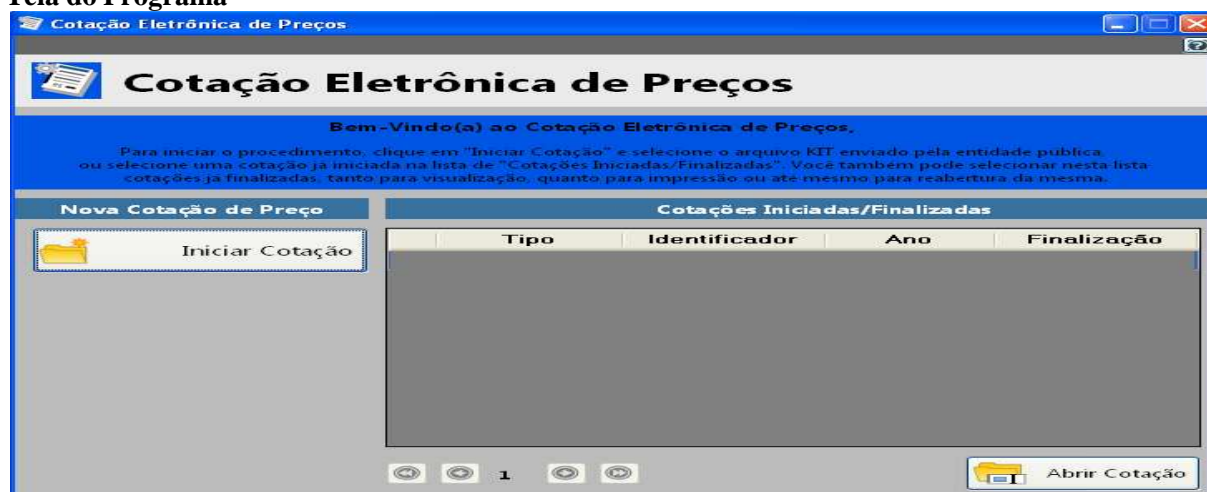 Tela do Programa
Cotação Eletrônica de Preços
Cotação Eletrônica de Preços
Bem-Vindo(a) ao Cotação Eletrônica de Preços,
Para iniciar o procedimento, clique em "Iniciar Cotação" e selecione o arquivo KIT enviado pela entidade pública,
ou selecione uma cotação já iniciada na lista de "Cotações Iniciadas/Finalizadas". Você também pode selecionar nesta lista
cotações já finalizadas, tanto para visualização, quanto para impressão ou até mesmo para reabertura da mesma.
Nova Cotação de Preço
Cotações Iniciadas/Finalizadas
Iniciar Cotação
Tipo Identificador Ano Finalização
1
Abrir Cotação